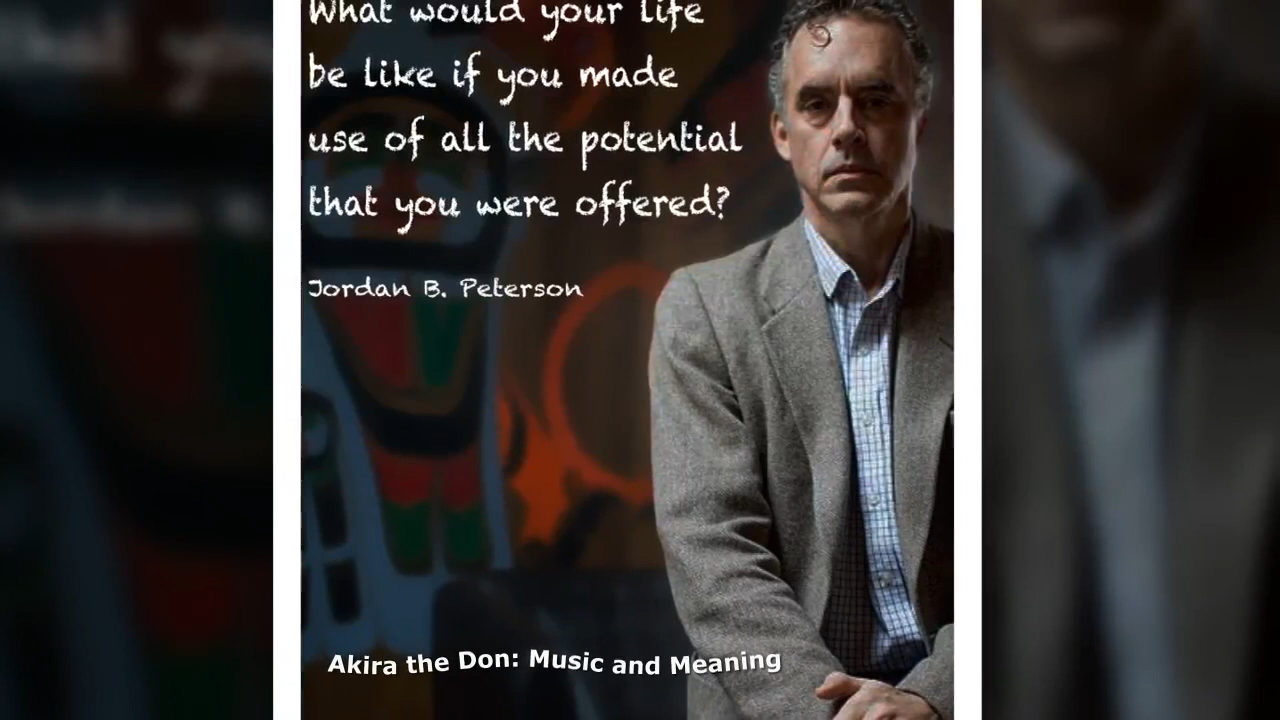 What would your life
be like if you made
use of all the potential
that you were offered?
Jordan B. Peterson
Akira the Don: Music and Meaning